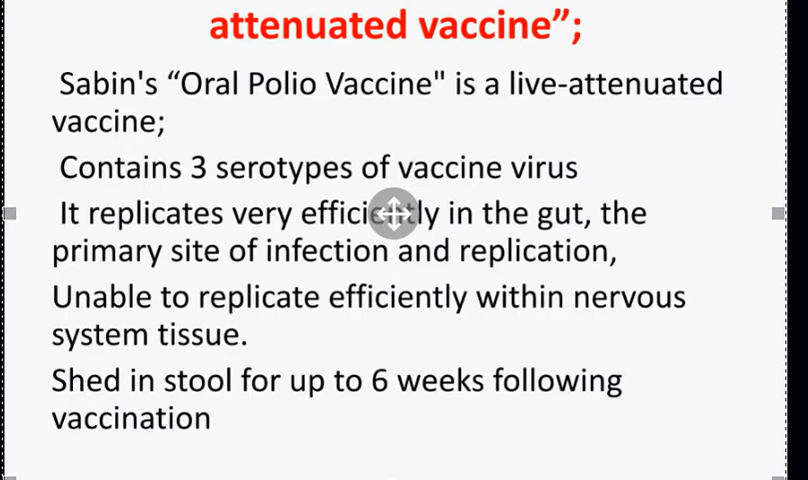 attenuated vaccine”;
Sabin's “Oral Polio Vaccine" is a live-attenuated
vaccine;
Contains 3 serotypes of vaccine virus
It replicates very efficiently in the gut, the
primary site of infection and replication,
Unable to replicate efficiently within nervous
system tissue.
Shed in stool for up to 6 weeks following
vaccination